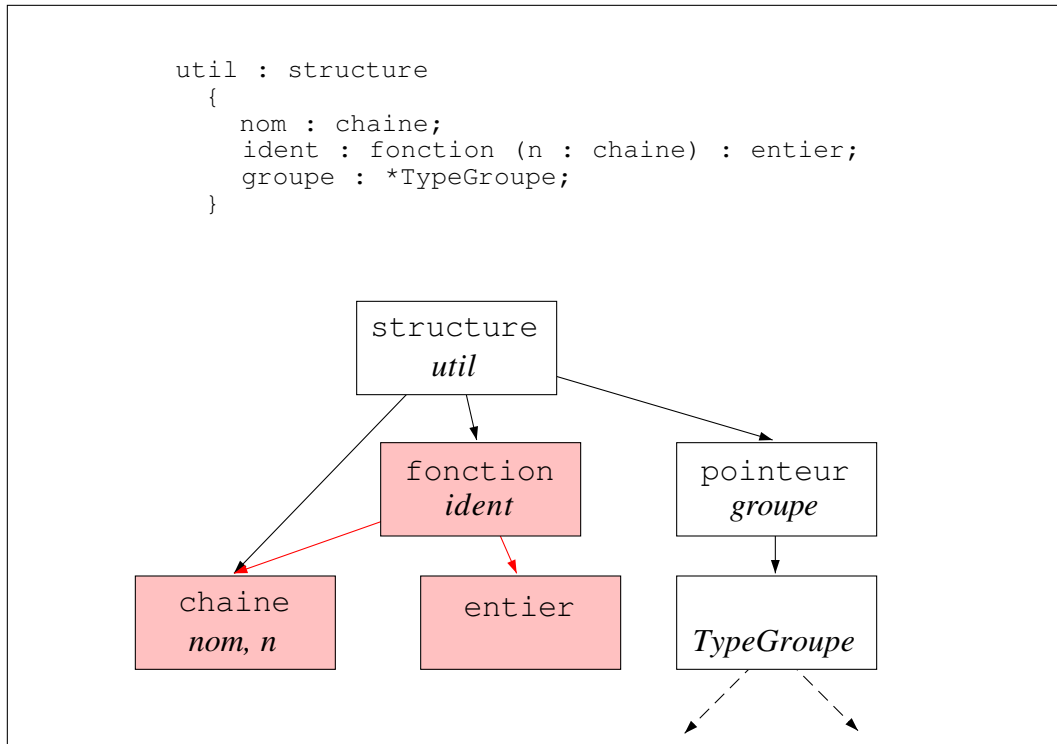 util : structure
{
nom : chaine;
ident : fonction (n : chaine) : entier;
groupe : *TypeGroupe;
}
structure
util
fonction
ident
pointeur
groupe
chaine
nom, n
entier
TypeGroupe